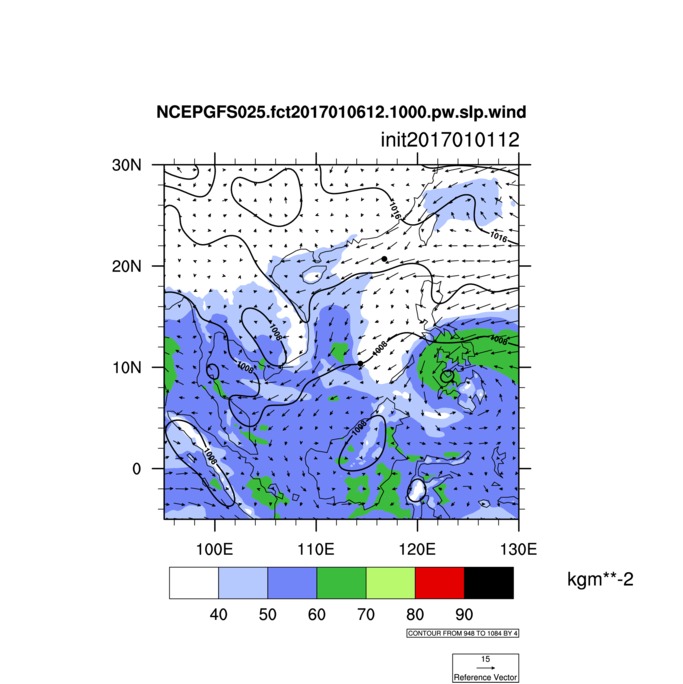 NCEPGFS025.fct2017010612.1000.pw.slp.wind
init2017010112
30N
20N
10N
0
1016
1016
1008
1008
1008
1008
1008
1008
100E 110E 120E 130E
kgm**-2
40 50 60 70 80 90
CONTOUR FROM 948 TO 1084 BY 4
15
Reference Vector